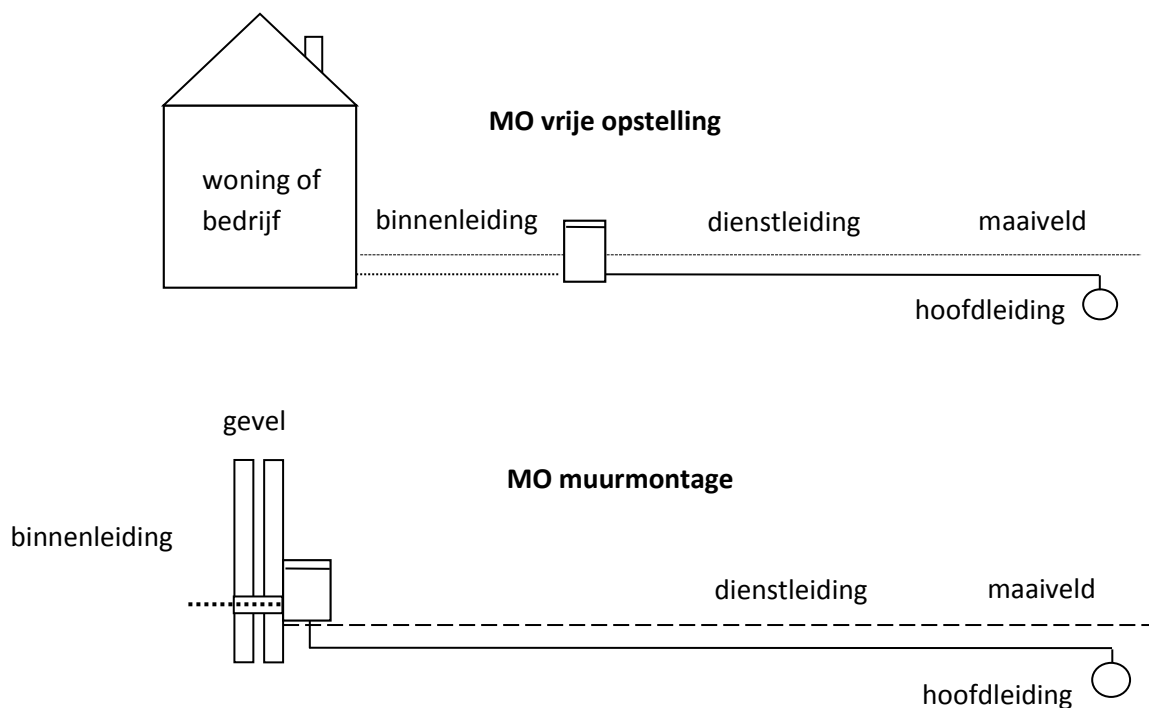 MO vrije opstelling
woning of
bedrijf
binnenleiding
dienstleiding
maaiveld
hoofdleiding
gevel
MO muurmontage
binnenleiding
dienstleiding
maaiveld
hoofdleiding